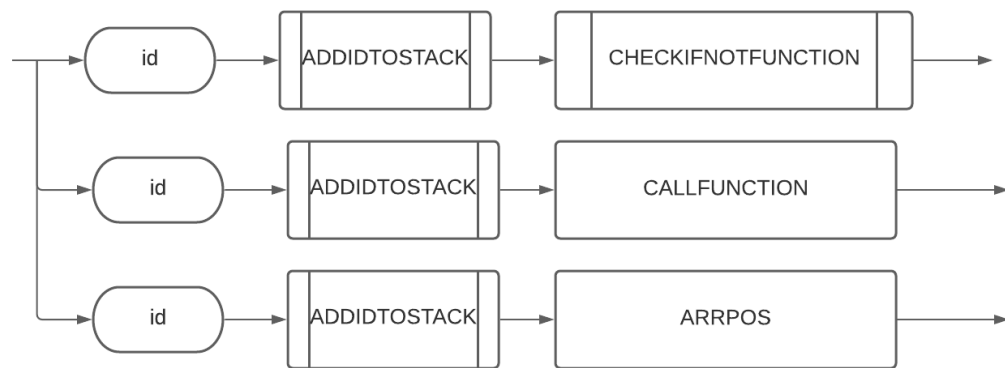 id ADDIDTOSTACK CHECKIFNOTFUNCTION
id ADDIDTOSTACK CALLFUNCTION
id ADDIDTOSTACK ARRPOS